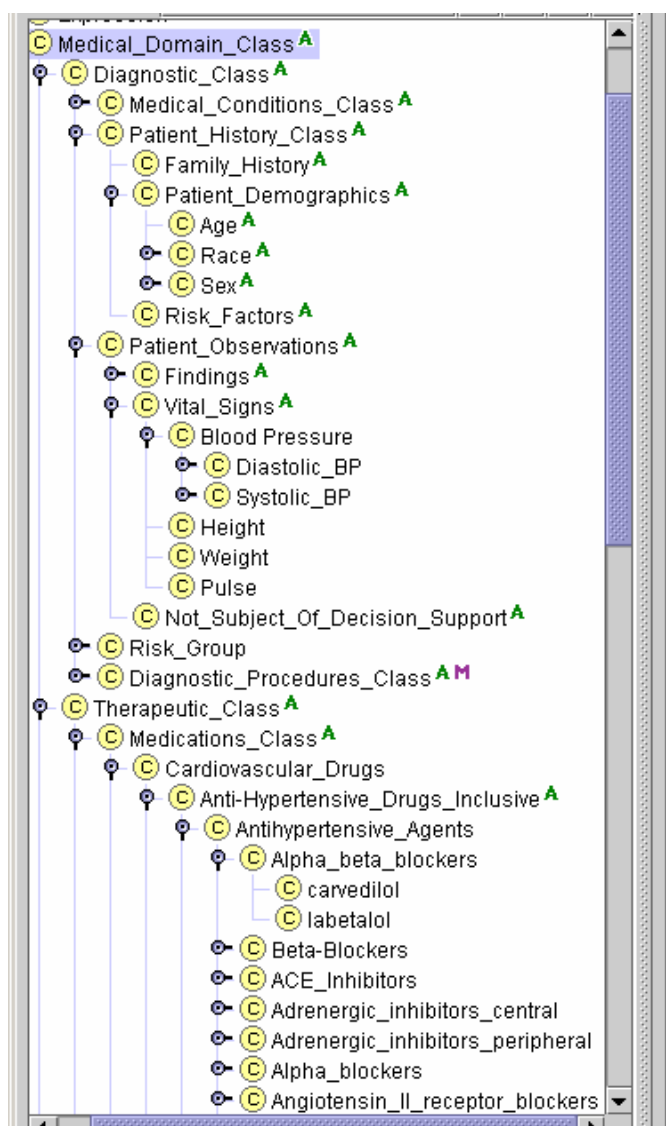 C Medical_Domain_Class A
C Diagnostic_Class A
C Medical_Conditions_Class A
C Patient_History_Class A
C Family_History A
C Patient_Demographics A
C Age A
C Race A
C Sex A
C Risk_Factors A
C Patient_Observations A
C Findings A
C Vital_Signs A
C Blood Pressure
C Diastolic_BP
C Systolic_BP
C Height
C Weight
C Pulse
C Not_Subject_Of_Decision_Support A
C Risk_Group
C Diagnostic_Procedures_Class A M
C Therapeutic_Class A
C Medications_Class A
C Cardiovascular_Drugs
C Anti-Hypertensive_Drugs_Inclusive A
C Antihypertensive_Agents
C Alpha_beta_blockers
C carvedilol
C labetalol
C Beta-Blockers
C ACE_Inhibitors
C Adrenergic_inhibitors_central
C Adrenergic_inhibitors_peripheral
C Alpha_blockers
C Angiotensin_II_receptor_blockers